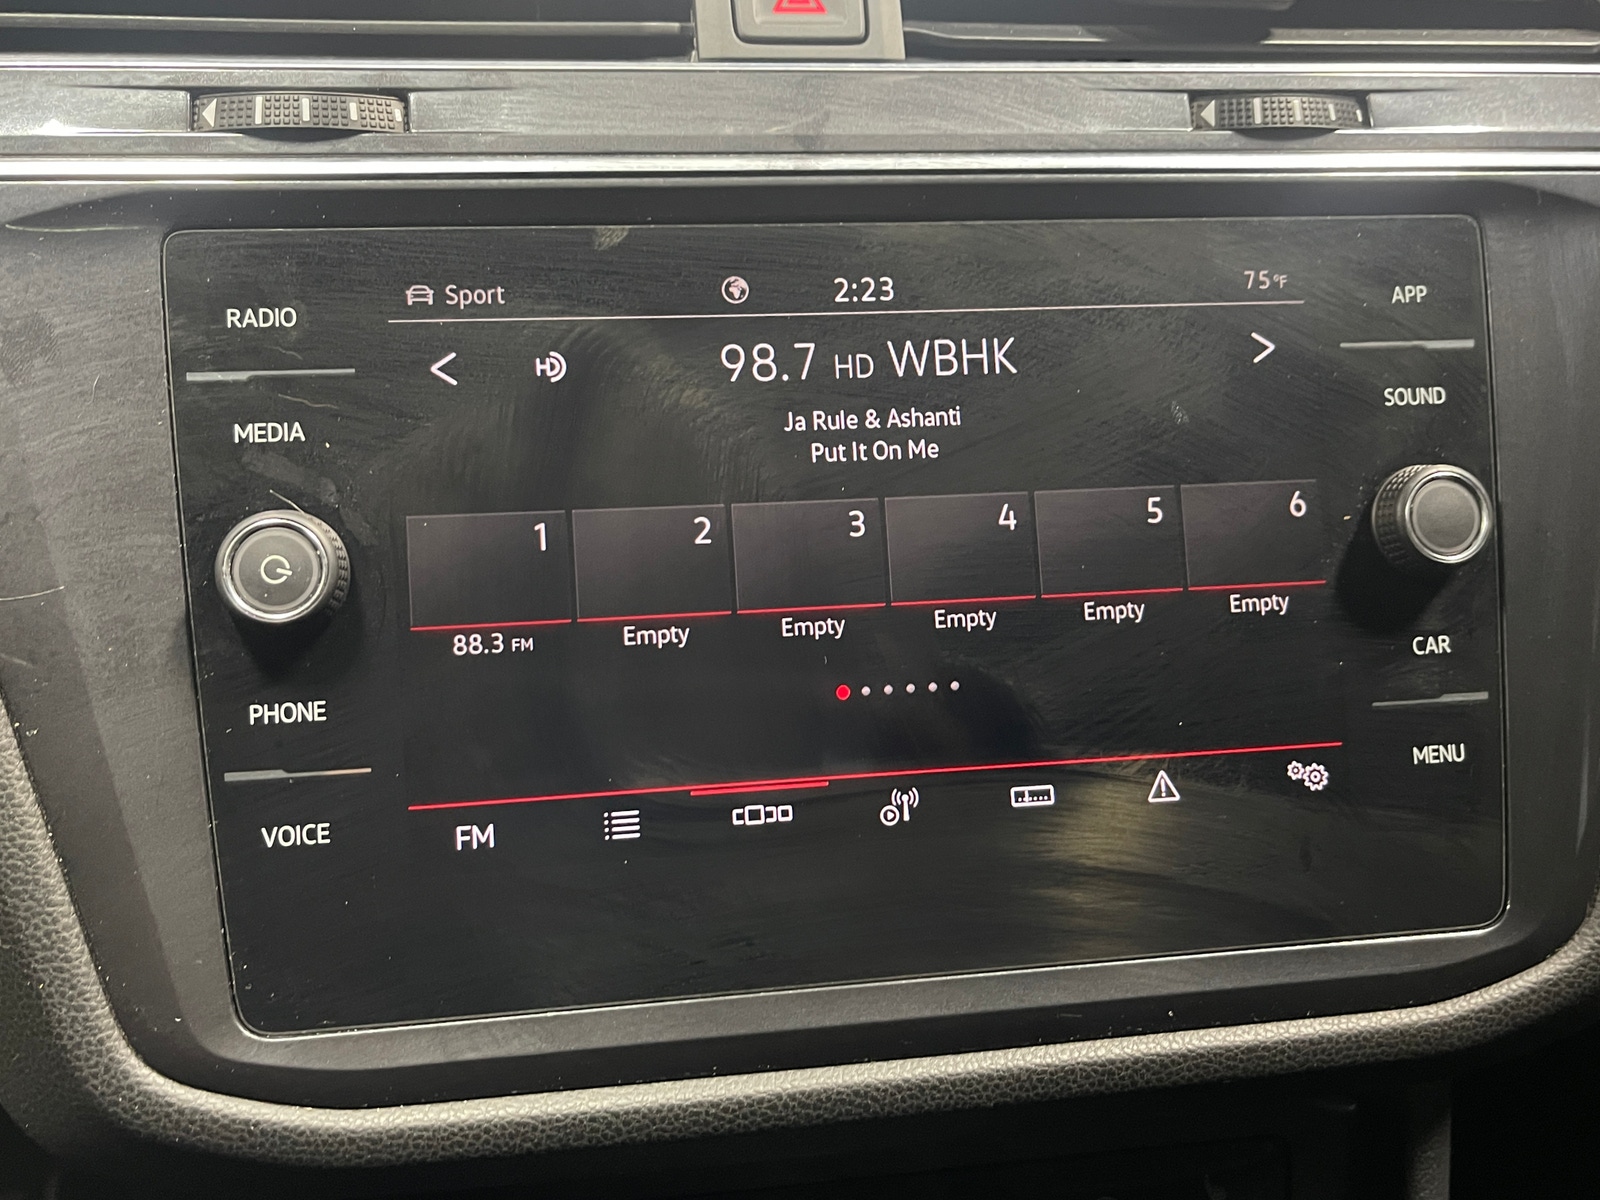 Sport 2:23 75°F
RADIO
APP
98.7 HD WBHK
HD
SOUND
MEDIA
Ja Rule & Ashanti
Put It On Me
1 2 3 4 5 6
88.3 FM Empty Empty Empty Empty Empty
CAR
PHONE
MENU
VOICE
FM